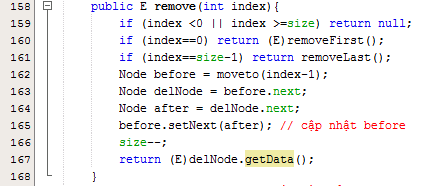 158 public E remove(int index){
159 if (index <0 || index >=size) return null;
160 if (index==0) return (E)removeFirst();
161 if (index==size-1) return removeLast();
162 Node before = moveto(index-1);
163 Node delNode = before.next;
164 Node after = delNode.next;
165 before.setNext(after); // cập nhật before
166 size--;
167 return (E)delNode.getData();
168 }